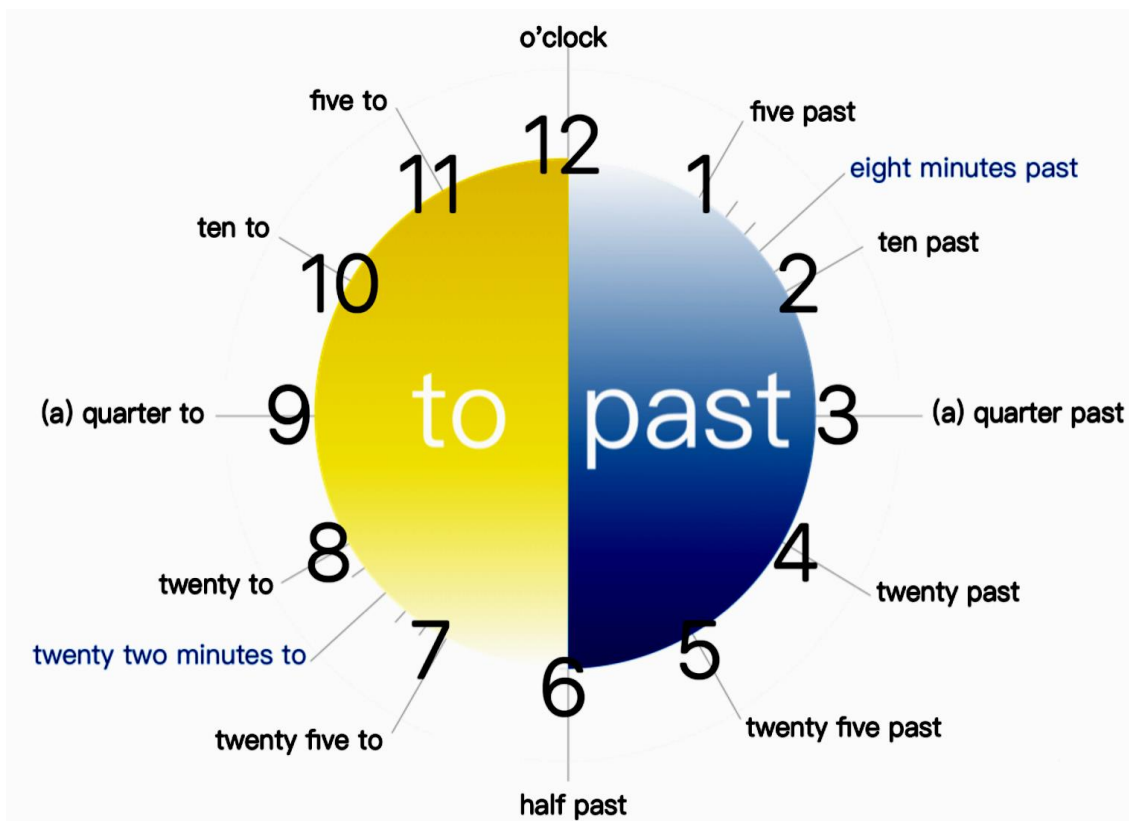 o'clock
five to
five past
12
11
1
eight minutes past
ten to
ten past
10
2
(a) quarter to
9
to
past
3
(a) quarter past
8
4
twenty to
twenty past
twenty two minutes to
7
5
6
twenty five to
twenty five past
half past